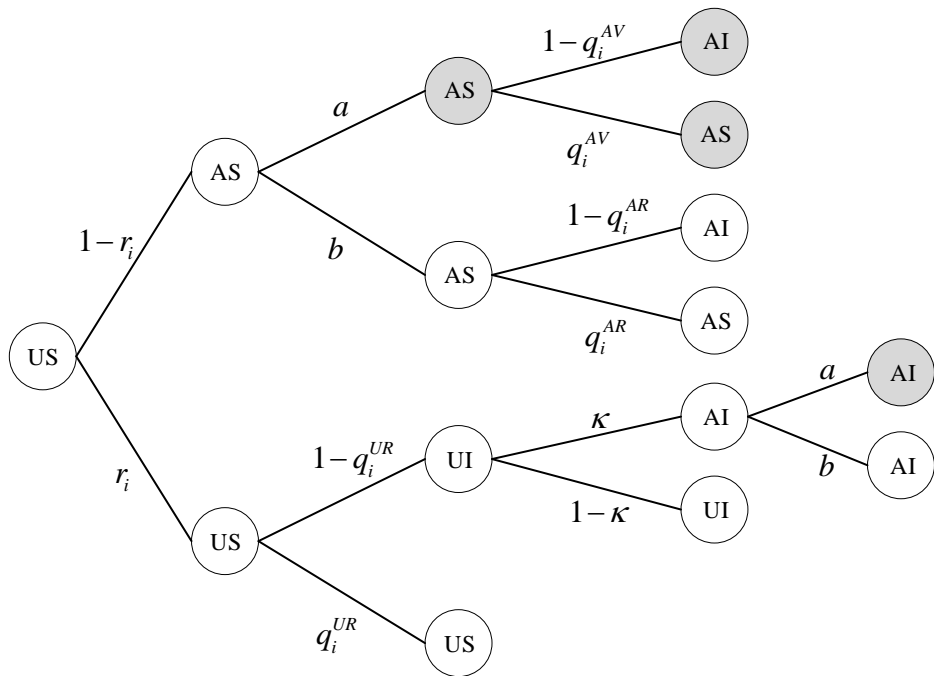 1 − q_i^{AV}
AI
AS
a
q_i^{AV}
AS
AS
1 − q_i^{AR}
AI
1 − r_i
b
AS
q_i^{AR}
AS
US
a
AI
κ
AI
r_i
1 − q_i^{UR}
UI
b
AI
1 − κ
UI
US
q_i^{UR}
US